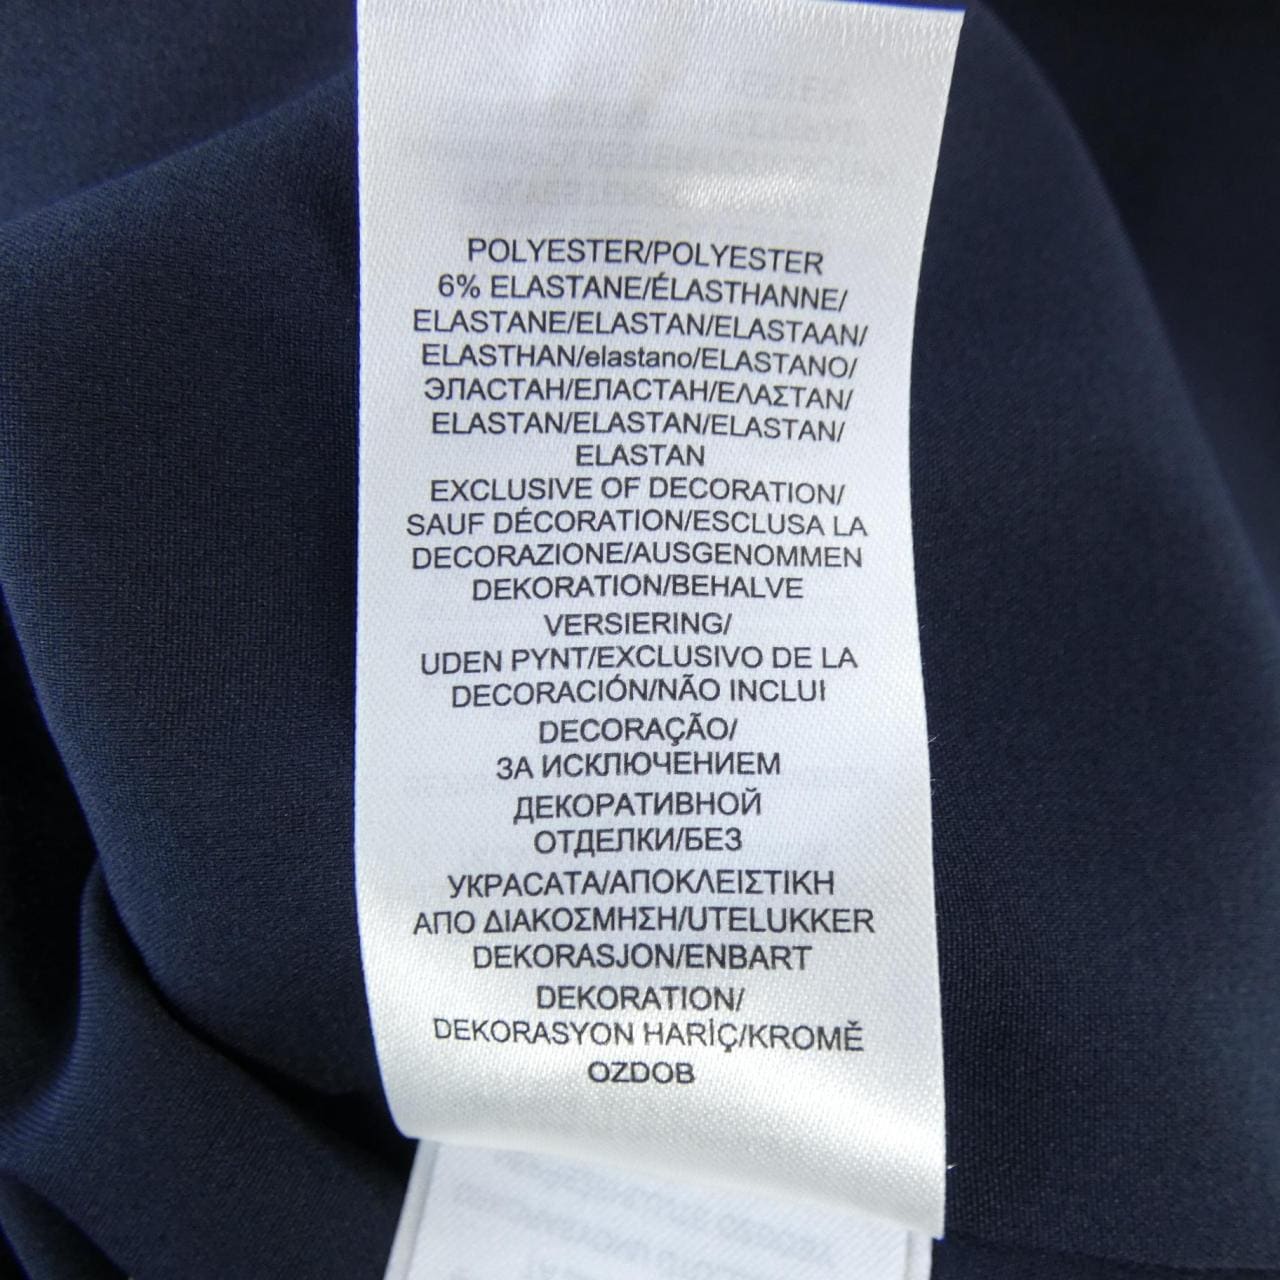 POLYESTER/POLYESTER
6% ELASTANE/ÉLASTHANNE/
ELASTANE/ELASTAN/ELASTAAN/
ELASTHAN/elastano/ELASTANO/
ЭЛАСТАН/ЕЛАСТАН/ΕΛΑΣΤΑΝ/
ELASTAN/ELASTAN/ELASTAN/
ELASTAN
EXCLUSIVE OF DECORATION/
SAUF DÉCORATION/ESCLUSA LA
DECORAZIONE/AUSGENOMMEN
DEKORATION/BEHALVE
VERSIERING/
UDEN PYNT/EXCLUSIVO DE LA
DECORACIÓN/NÃO INCLUI
DECORAÇÃO/
ЗА ИСКЛЮЧЕНИЕМ
ДЕКОРАТИВНОЙ
ОТДЕЛКИ/БЕЗ
УКРАСАТА/ΑΠΟΚΛΕΙΣΤΙΚΗ
ΑΠΟ ΔΙΑΚΟΣΜΗΣΗ/UTELUKKER
DEKORASJON/ENBART
DEKORATION/
DEKORASYON HARİÇ/KROMĚ
OZDOB